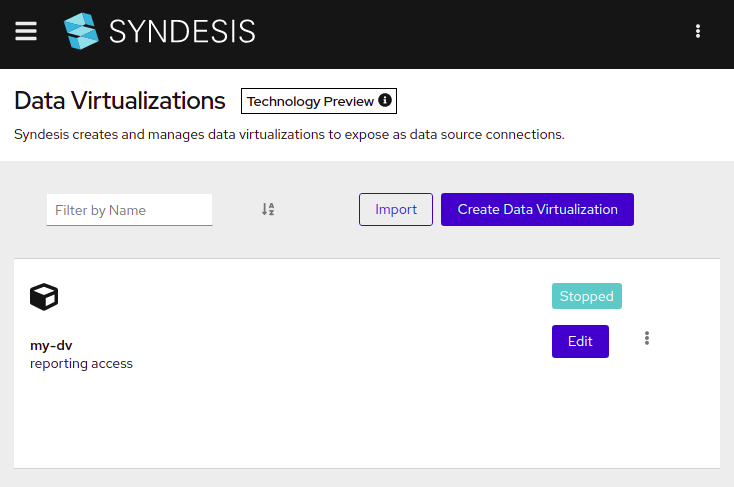 SYNDESIS
Data Virtualizations Technology Preview
Syndesis creates and manages data virtualizations to expose as data source connections.
Filter by Name Import Create Data Virtualization
Stopped
Edit
my-dv
reporting access